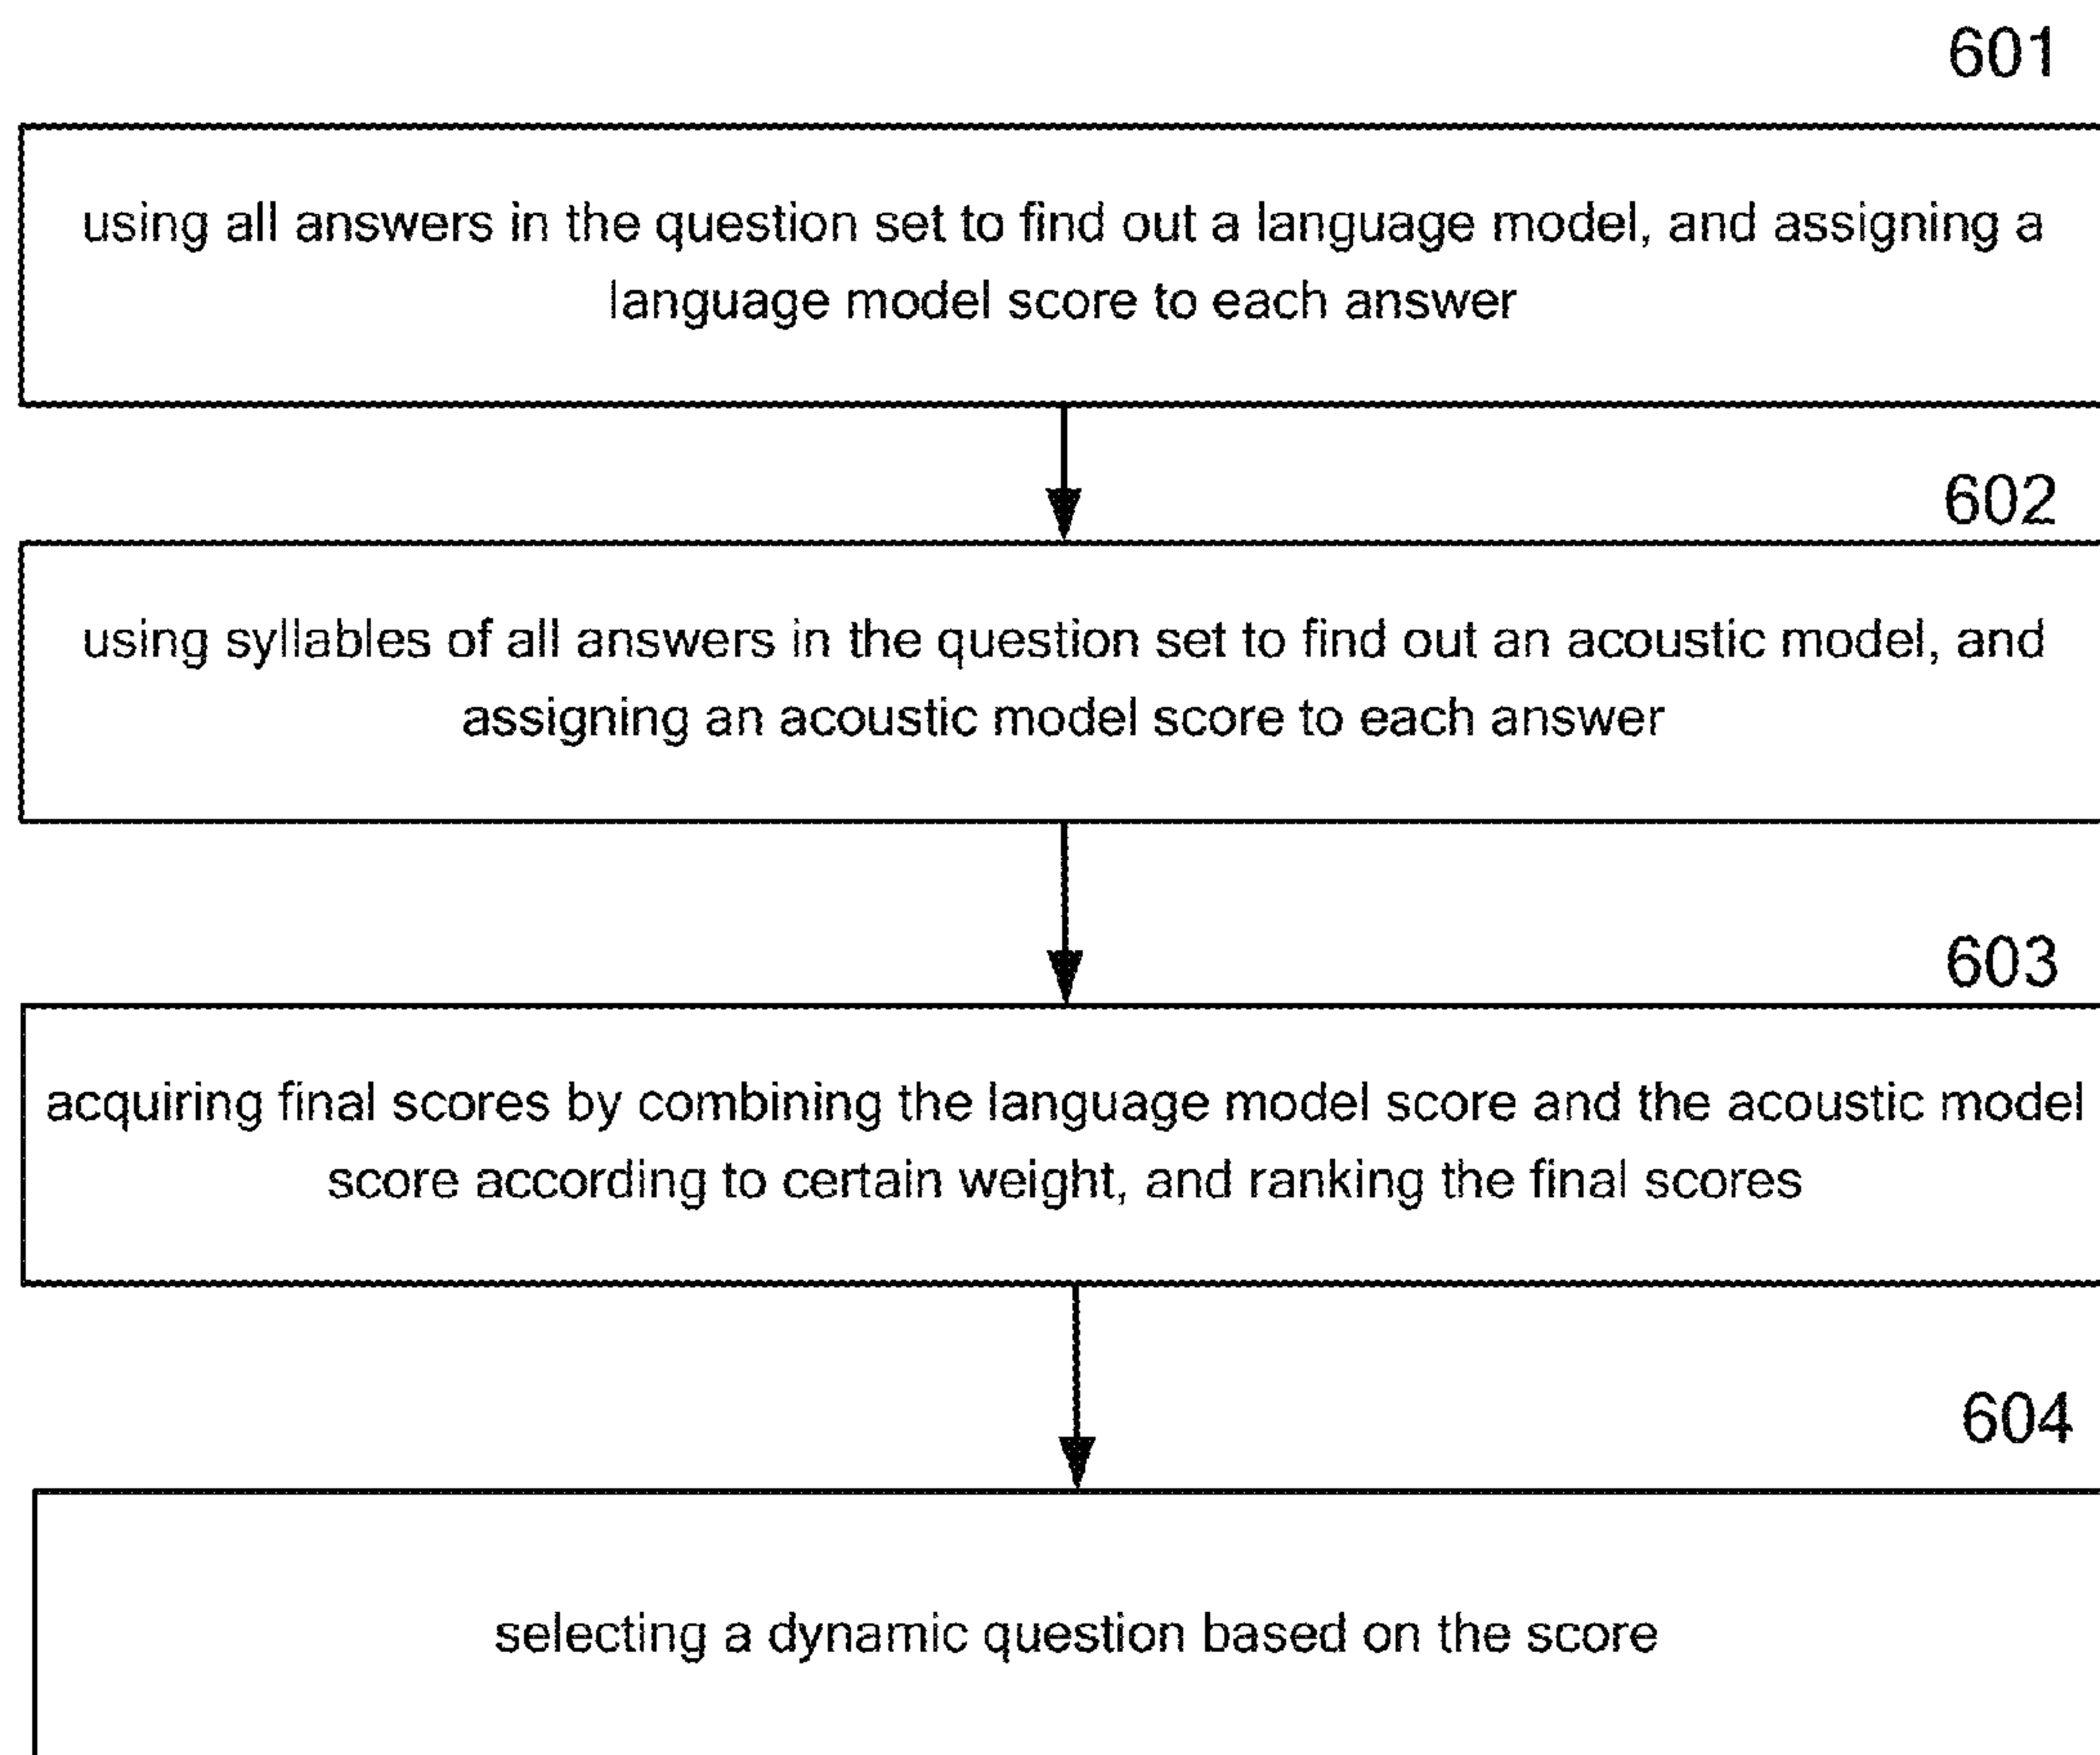 601
using all answers in the question set to find out a language model, and assigning a
language model score to each answer
602
using syllables of all answers in the question set to find out an acoustic model, and
assigning an acoustic model score to each answer
603
acquiring final scores by combining the language model score and the acoustic model
score according to certain weight, and ranking the final scores
604
selecting a dynamic question based on the score